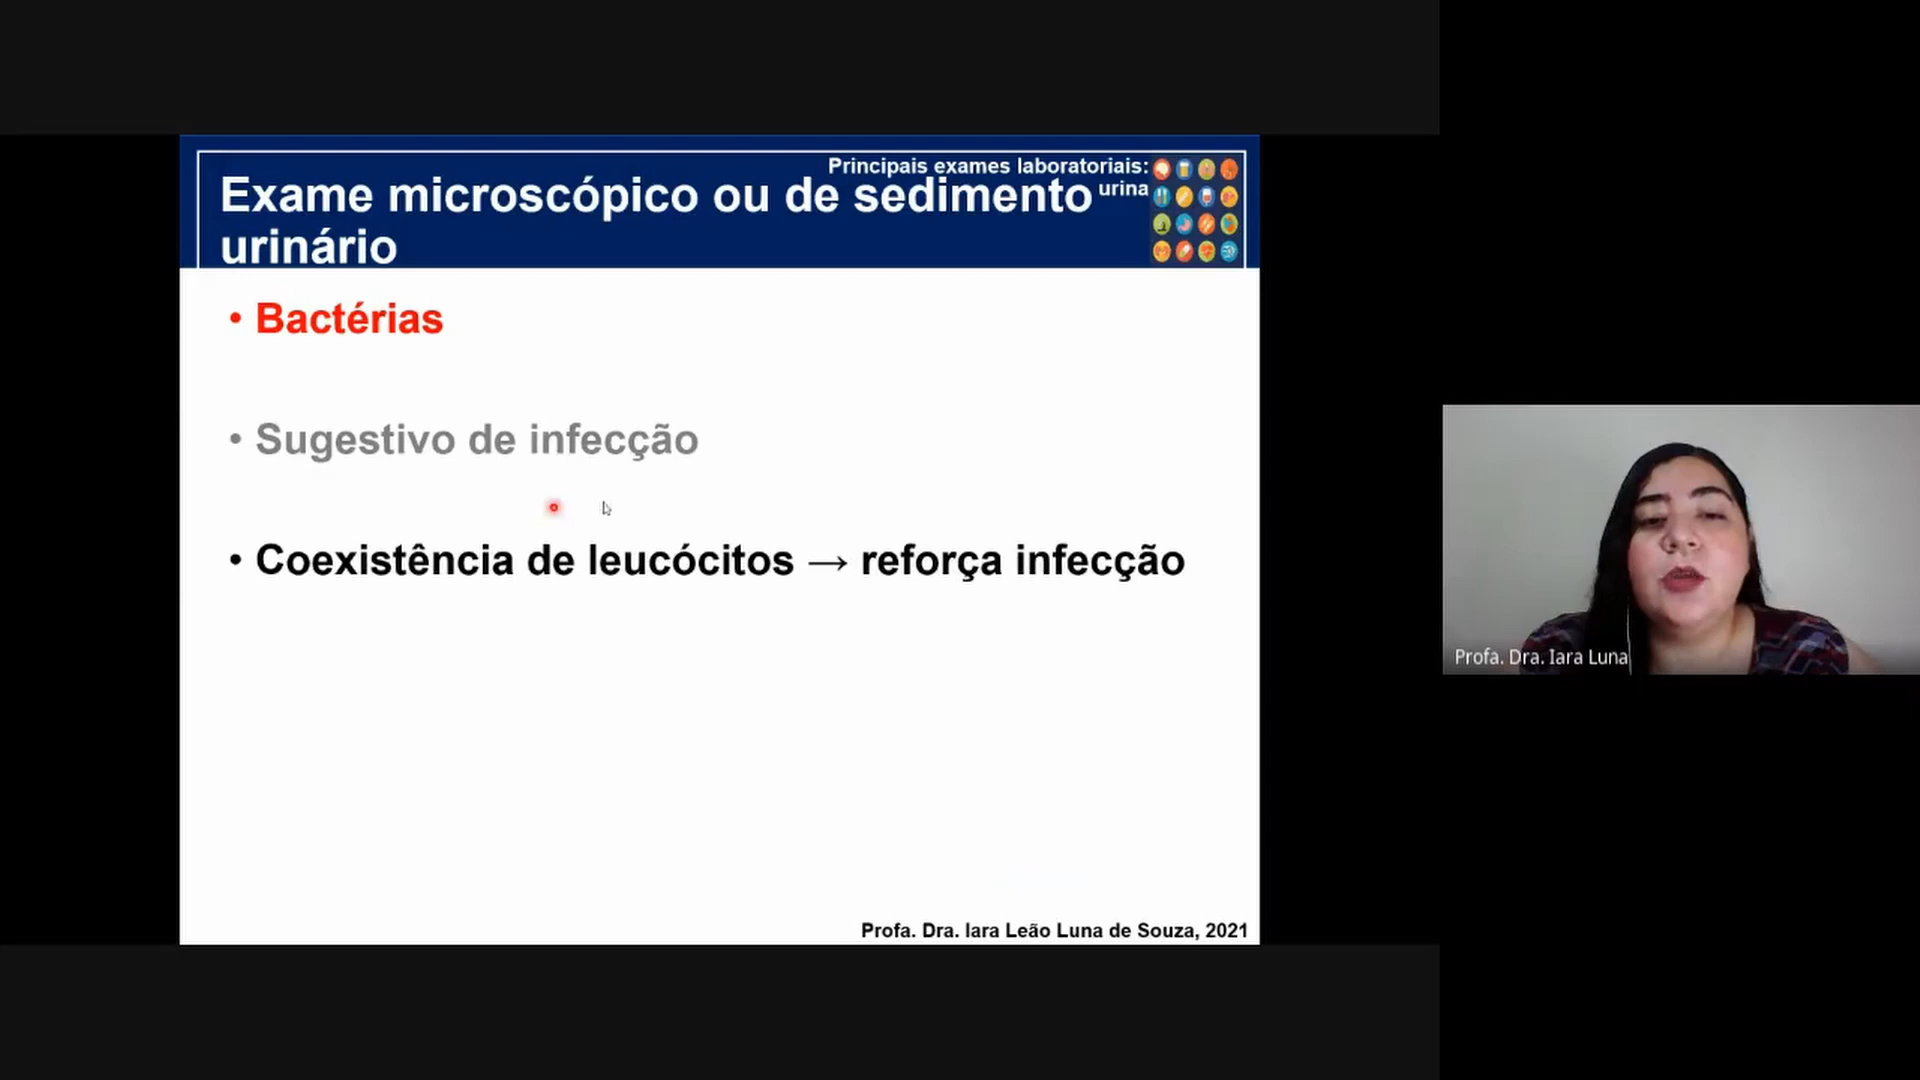 Principais exames laboratoriais:
urina
Exame microscópico ou de sedimento
urinário
• Bactérias
• Sugestivo de infecção
• Coexistência de leucócitos → reforça infecção
Profa. Dra. Iara Leão Luna de Souza, 2021
Profa. Dra. Iara Luna